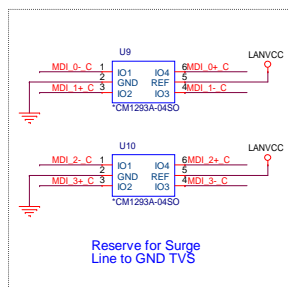 U9
LANVCC
MDI_0-_C 1 IO1 IO4 6 MDI_0+_C
2 GND REF 5
MDI_1+_C 3 IO2 IO3 4 MDI_1-_C
*CM1293A-04SO
U10
LANVCC
MDI_2-_C 1 IO1 IO4 6 MDI_2+_C
2 GND REF 5
MDI_3+_C 3 IO2 IO3 4 MDI_3-_C
*CM1293A-04SO
Reserve for Surge
Line to GND TVS